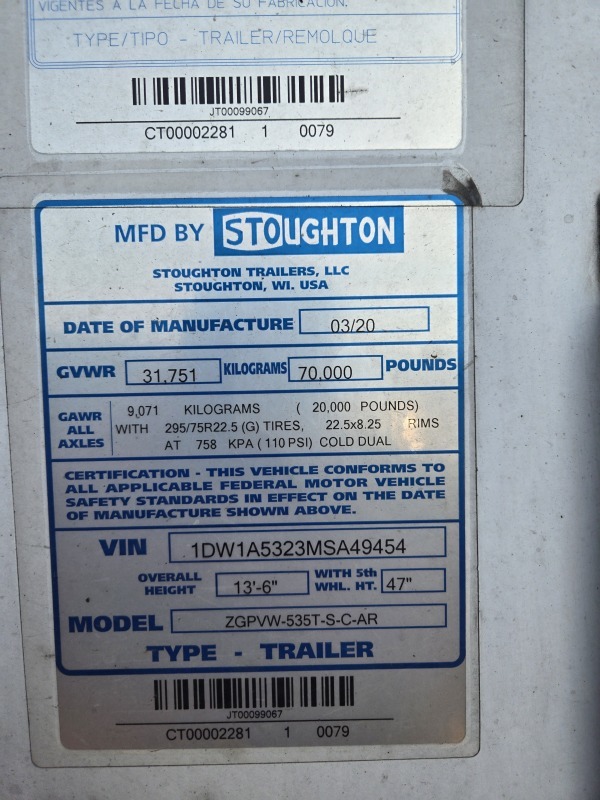 VIGENTES A LA FECHA DE SU FABRICACION.
TYPE/TIPO - TRAILER/REMOLQUE
JT00099067
CT00002281 1 0079
MFD BY STOUGHTON
STOUGHTON TRAILERS, LLC
STOUGHTON, WI. USA
DATE OF MANUFACTURE 03/20
GVWR 31,751 KILOGRAMS 70,000 POUNDS
GAWR 9,071 KILOGRAMS ( 20,000 POUNDS)
ALL WITH 295/75R22.5 (G) TIRES, 22.5x8.25 RIMS
AXLES AT 758 KPA ( 110 PSI) COLD DUAL
CERTIFICATION - THIS VEHICLE CONFORMS TO
ALL APPLICABLE FEDERAL MOTOR VEHICLE
SAFETY STANDARDS IN EFFECT ON THE DATE
OF MANUFACTURE SHOWN ABOVE.
VIN 1DW1A5323MSA49454
OVERALL HEIGHT 13'-6" WITH 5th WHL. HT. 47"
MODEL ZGPVW-535T-S-C-AR
TYPE - TRAILER
JT00099067
CT00002281 1 0079